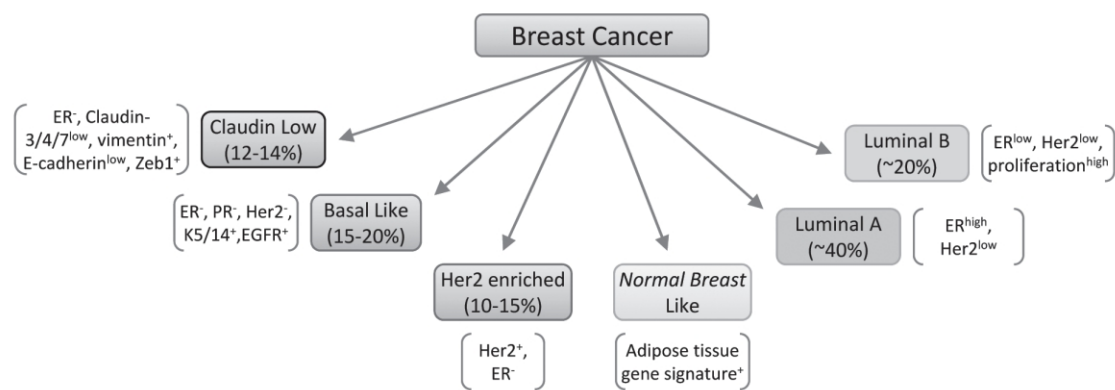 Breast Cancer
ER⁻, Claudin-
3/4/7ˡᵒʷ, vimentin⁺,
E-cadherinˡᵒʷ, Zeb1⁺
Claudin Low
(12-14%)
ER⁻, PR⁻, Her2⁻,
K5/14⁺,EGFR⁺
Basal Like
(15-20%)
Her2 enriched
(10-15%)
Her2⁺,
ER⁻
Normal Breast
Like
Adipose tissue
gene signature⁺
Luminal A
(~40%)
ERʰⁱᵍʰ,
Her2ˡᵒʷ
Luminal B
(~20%)
ERˡᵒʷ, Her2ˡᵒʷ,
proliferationʰⁱᵍʰ